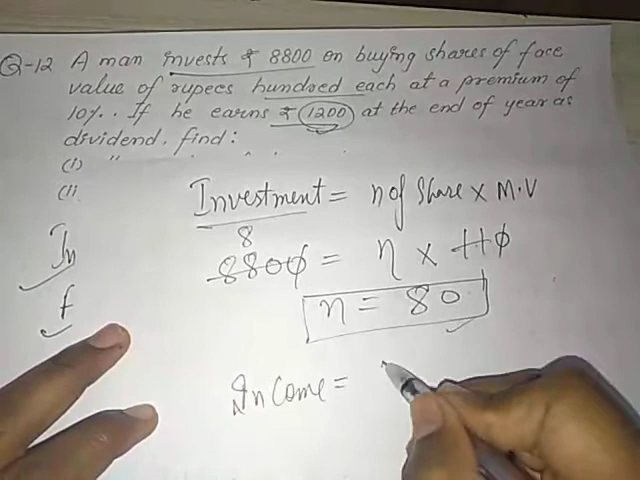 Q-12 A man invests ₹ 8800 on buying shares of face
value of rupees hundred each at a premium of
10%.. If he earns ₹ 1200 at the end of year as
dividend. find:
(i) "
(ii)
Investment = n of share x M.V
In
8
8800 = n x 110
f
n = 80
Income =